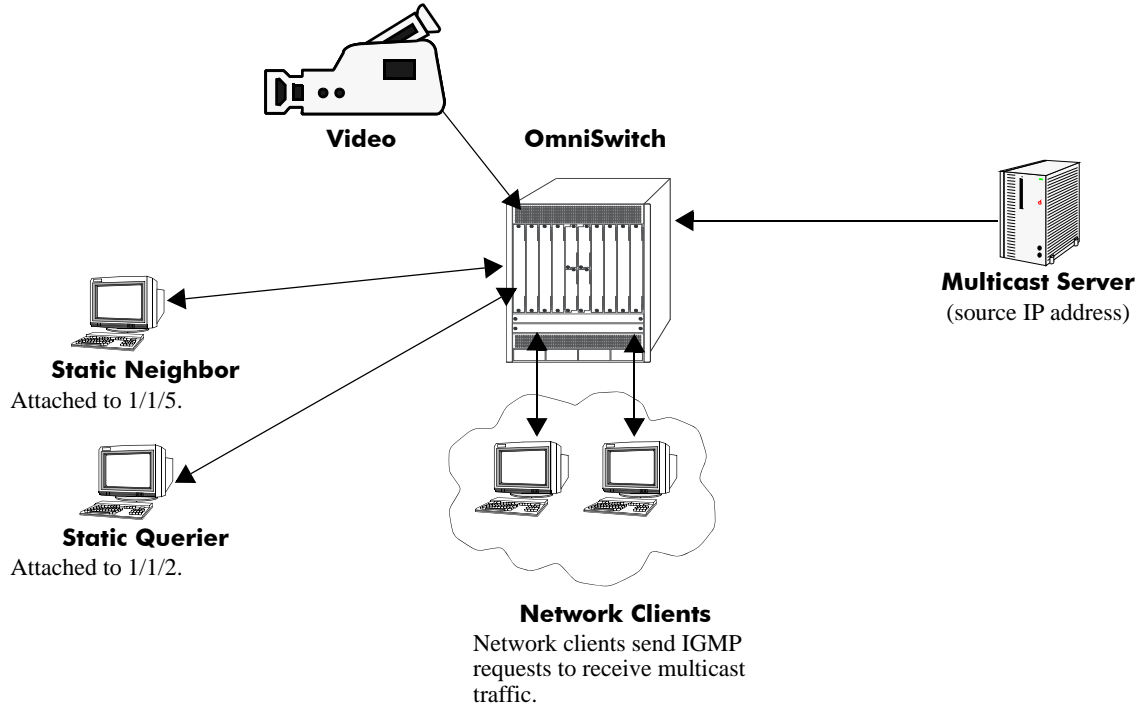 Video
OmniSwitch
Multicast Server
(source IP address)
Static Neighbor
Attached to 1/1/5.
Static Querier
Attached to 1/1/2.
Network Clients
Network clients send IGMP
requests to receive multicast
traffic.